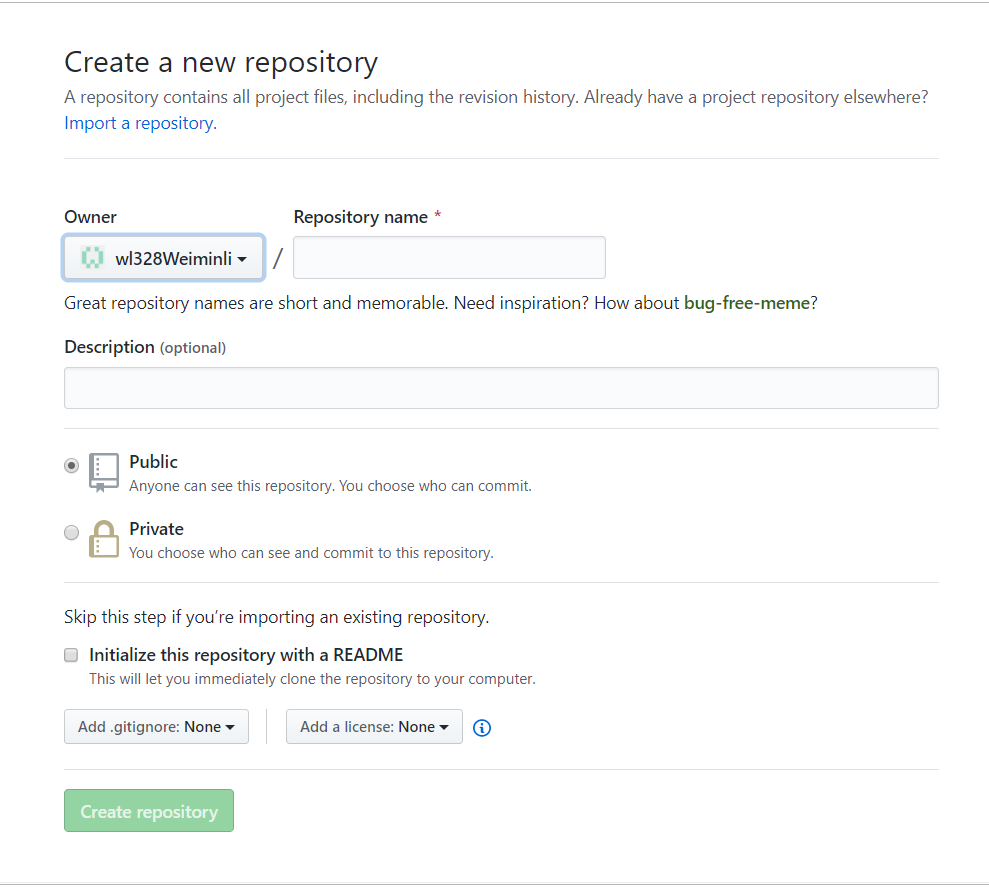 Create a new repository
A repository contains all project files, including the revision history. Already have a project repository elsewhere?
Import a repository.
Owner
Repository name *
wl328Weiminli /
Great repository names are short and memorable. Need inspiration? How about bug-free-meme?
Description (optional)
Public
Anyone can see this repository. You choose who can commit.
Private
You choose who can see and commit to this repository.
Skip this step if you’re importing an existing repository.
Initialize this repository with a README
This will let you immediately clone the repository to your computer.
Add .gitignore: None
Add a license: None
Create repository